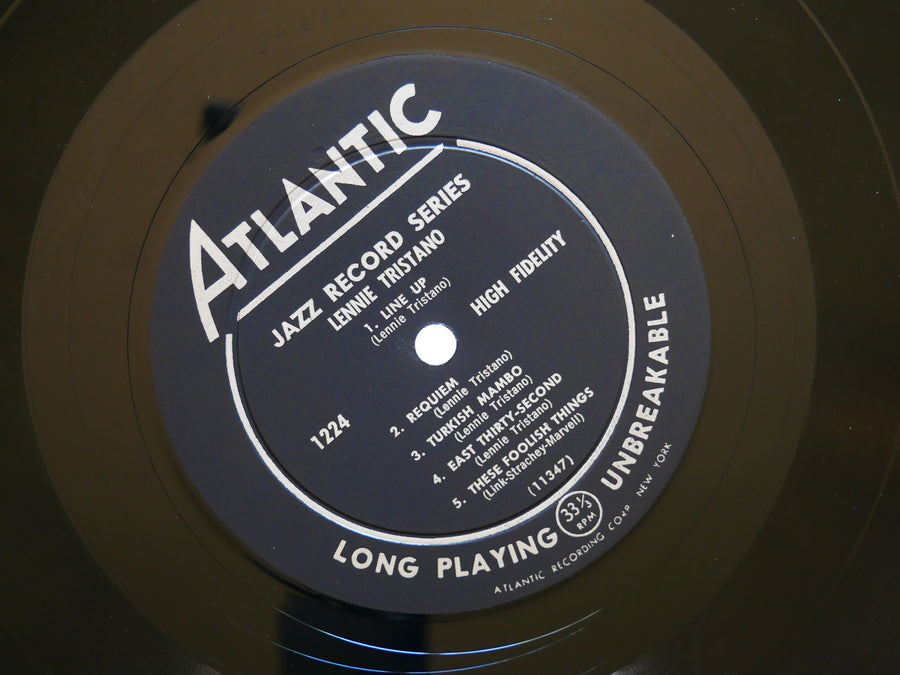 ATLANTIC
JAZZ RECORD SERIES
LENNIE TRISTANO
1. LINE UP
(Lennie Tristano)
HIGH FIDELITY
1224
2. REQUIEM
(Lennie Tristano)
3. TURKISH MAMBO
(Lennie Tristano)
4. EAST THIRTY-SECOND
(Lennie Tristano)
5. THESE FOOLISH THINGS
(Link-Strachey-Marvell)
(11347)
LONG PLAYING 33 1/3 RPM UNBREAKABLE
ATLANTIC RECORDING CORP NEW YORK